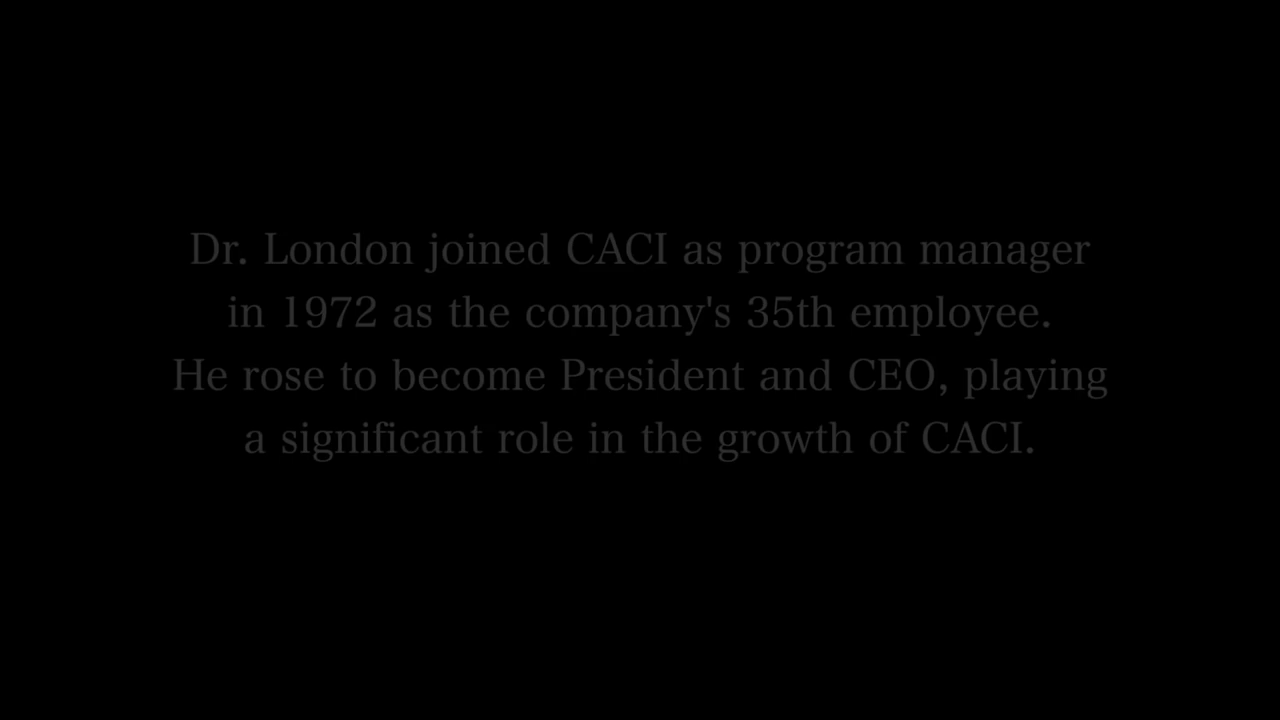 Dr. London joined CACI as program manager
in 1972 as the company's 35th employee.
He rose to become President and CEO, playing
a significant role in the growth of CACI.